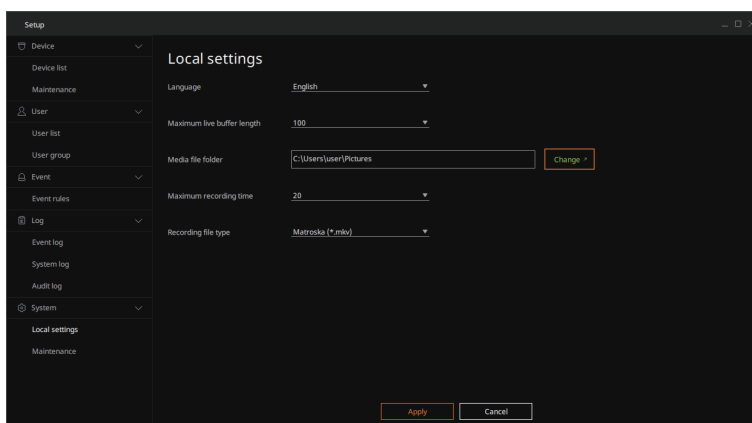 Setup
Device
Device list
Maintenance
User
User list
User group
Event
Event rules
Log
Event log
System log
Audit log
System
Local settings
Maintenance
Local settings
Language English
Maximum live buffer length 100
Media file folder C:\Users\user\Pictures Change
Maximum recording time 20
Recording file type Matroska (*.mkv)
Apply Cancel